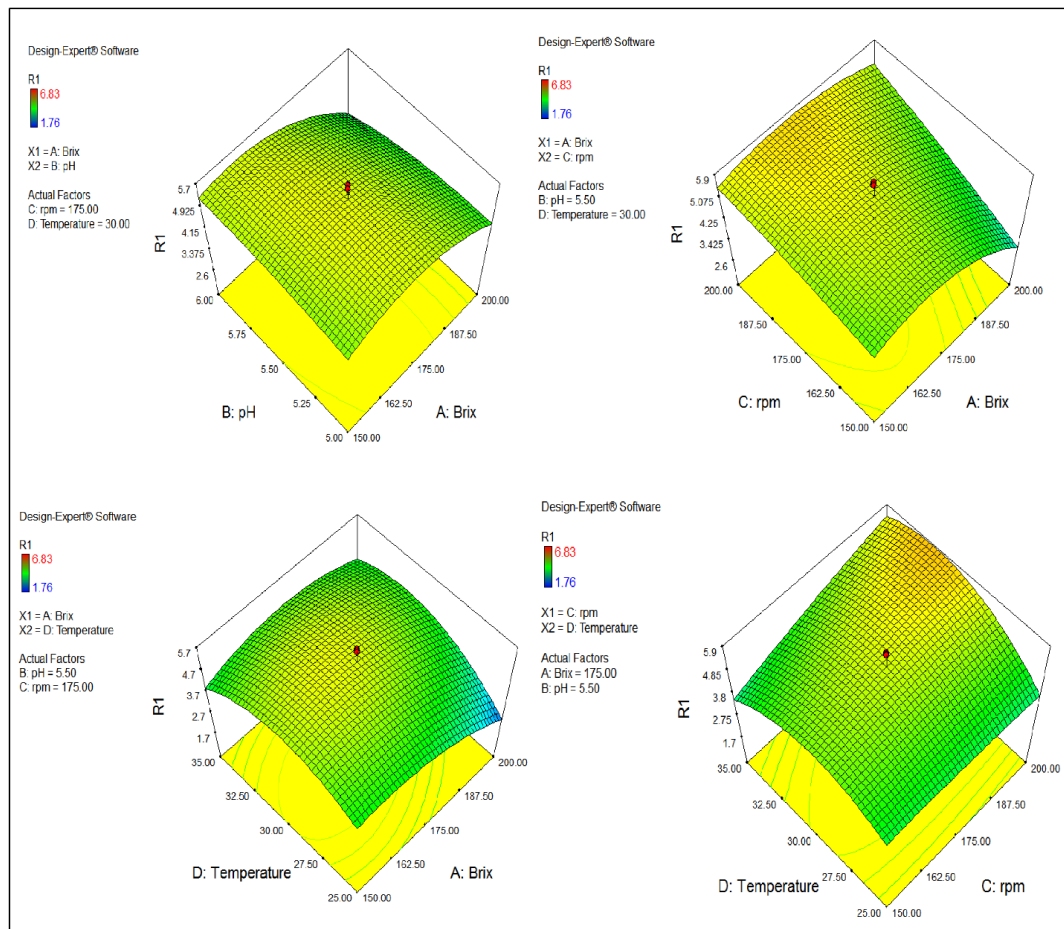 Design-Expert® Software
R1
6.83
1.76
X1 = A: Brix
X2 = B: pH
Actual Factors
C: rpm = 175.00
D: Temperature = 30.00
5.7
4.925
4.15
3.375
2.6
R1
6.00
5.75
5.50
5.25
5.00
150.00
162.50
175.00
187.50
200.00
B: pH
A: Brix
Design-Expert® Software
R1
6.83
1.76
X1 = A: Brix
X2 = C: rpm
Actual Factors
B: pH = 5.50
D: Temperature = 30.00
5.9
5.075
4.25
3.425
2.6
R1
200.00
187.50
175.00
162.50
150.00
150.00
162.50
175.00
187.50
200.00
C: rpm
A: Brix
Design-Expert® Software
R1
6.83
1.76
X1 = A: Brix
X2 = D: Temperature
Actual Factors
B: pH = 5.50
C: rpm = 175.00
5.7
4.7
3.7
2.7
1.7
R1
35.00
32.50
30.00
27.50
25.00
150.00
162.50
175.00
187.50
200.00
D: Temperature
A: Brix
Design-Expert® Software
R1
6.83
1.76
X1 = C: rpm
X2 = D: Temperature
Actual Factors
A: Brix = 175.00
B: pH = 5.50
5.9
4.85
3.8
2.75
1.7
R1
35.00
32.50
30.00
27.50
25.00
150.00
162.50
175.00
187.50
200.00
D: Temperature
C: rpm